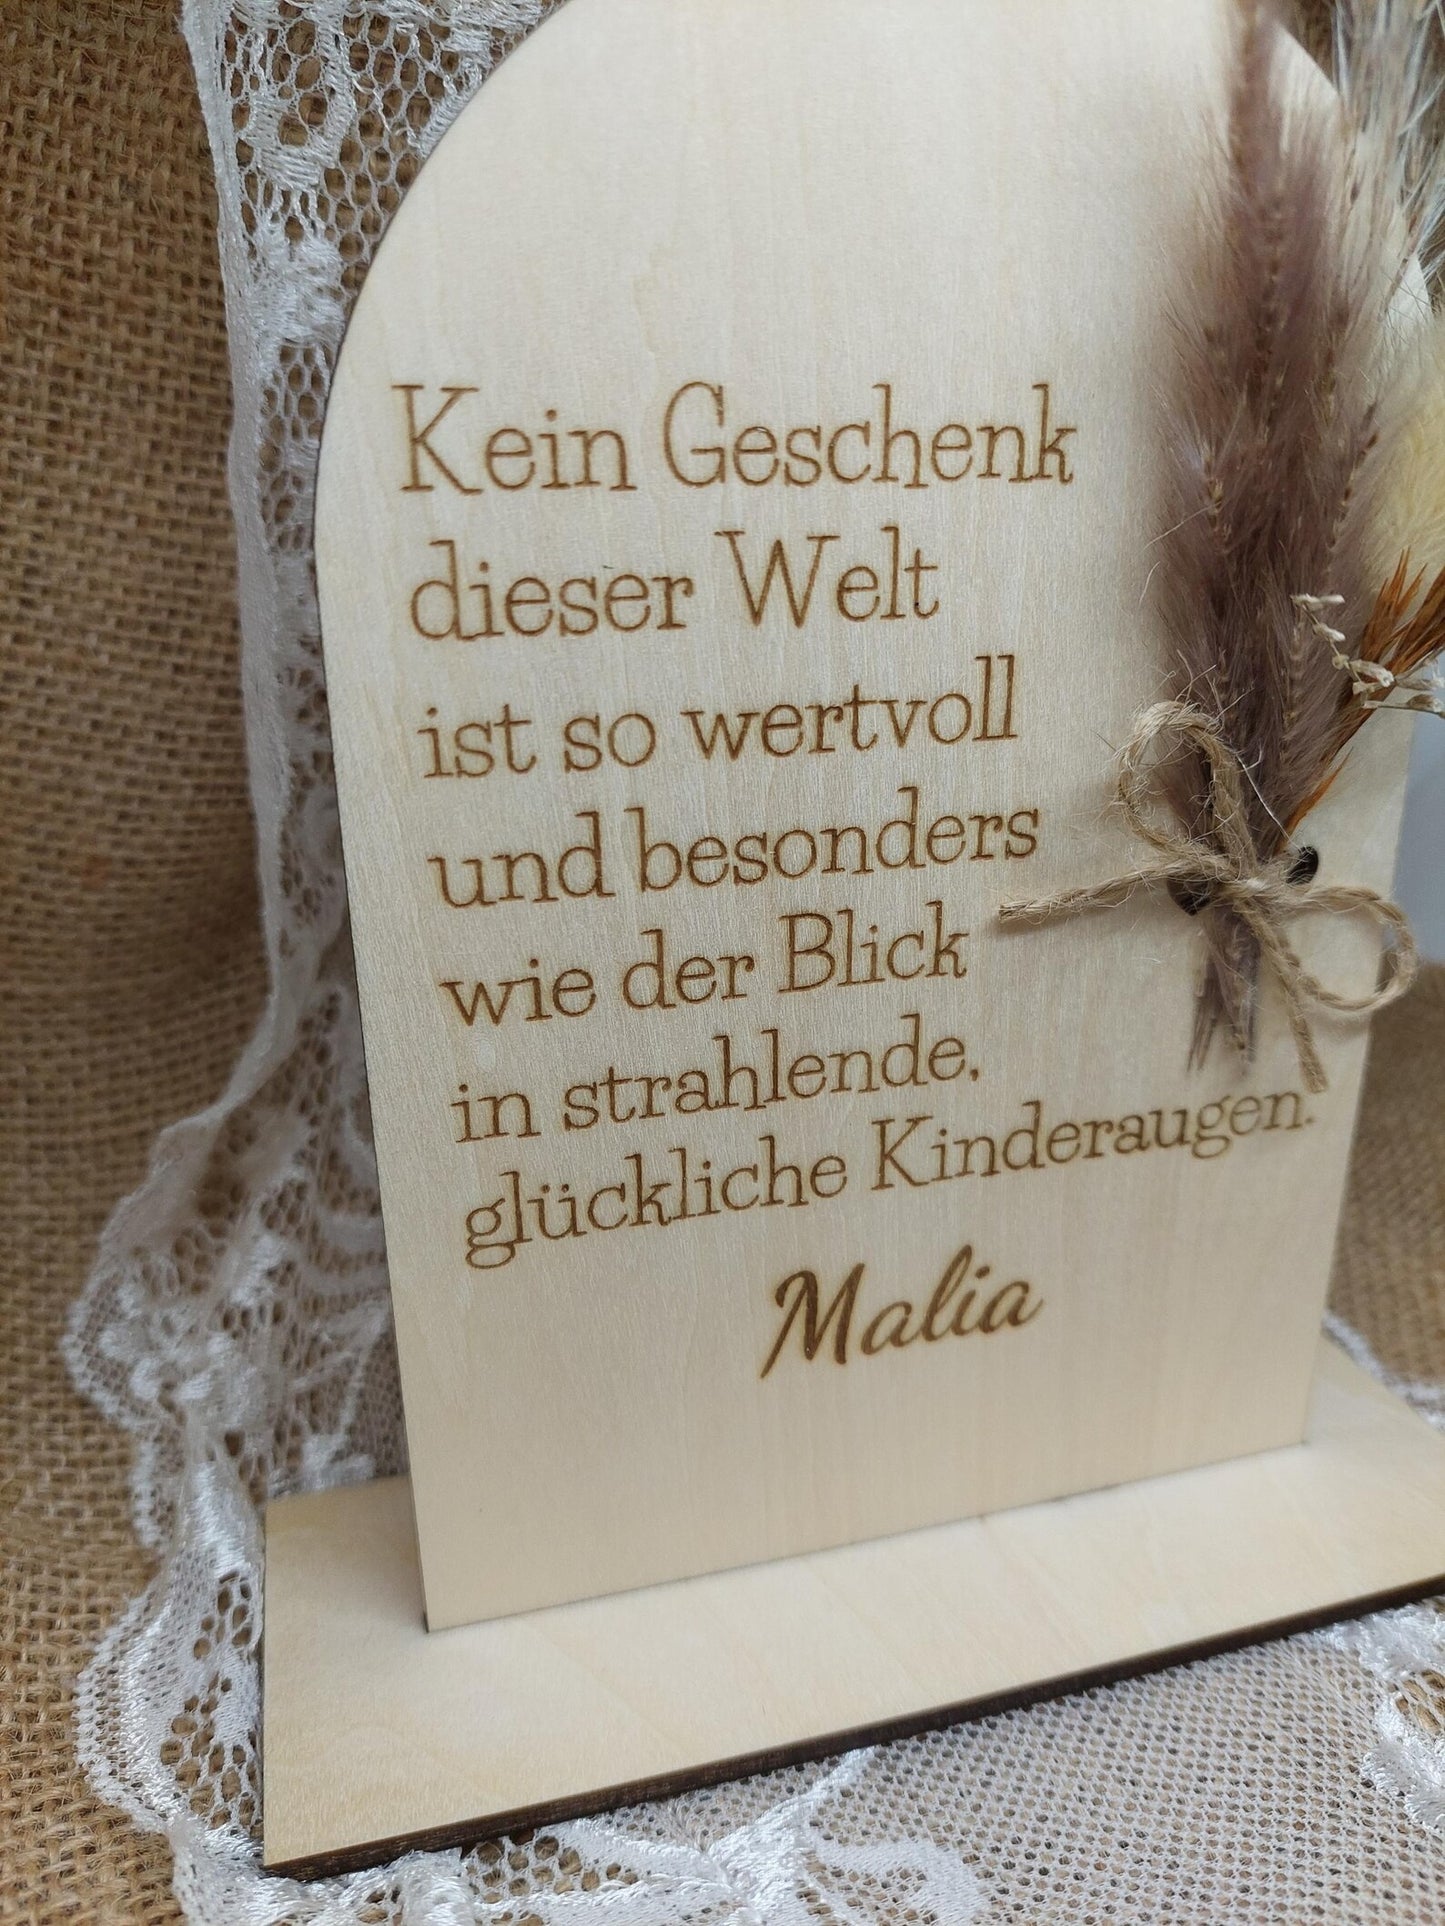 Kein Geschenk
dieser Welt
ist so wertvoll
und besonders
wie der Blick
in strahlende,
glückliche Kinderaugen.
Malia